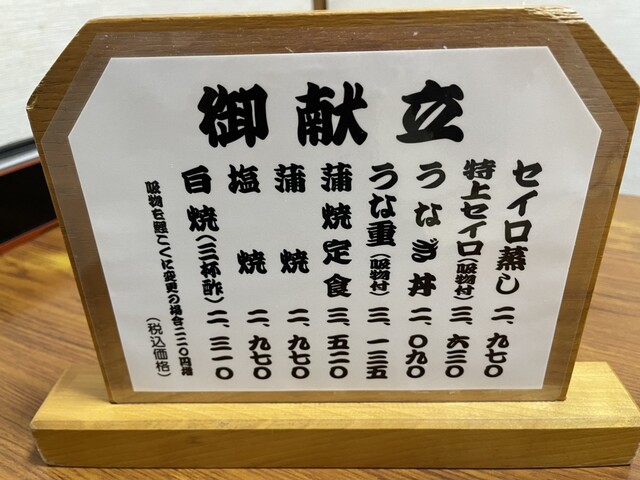 御献立
セイロ蒸し 二、九七〇
特上セイロ(吸物付) 三、六三〇
うなぎ丼 二、〇九〇
うな重(吸物付) 三、一三五
蒲焼定食 三、五二〇
蒲焼 二、九七〇
塩焼 二、九七〇
白焼(三杯酢) 二、三一〇
吸物を鯉こくに変更の場合二二〇円増
(税込価格)